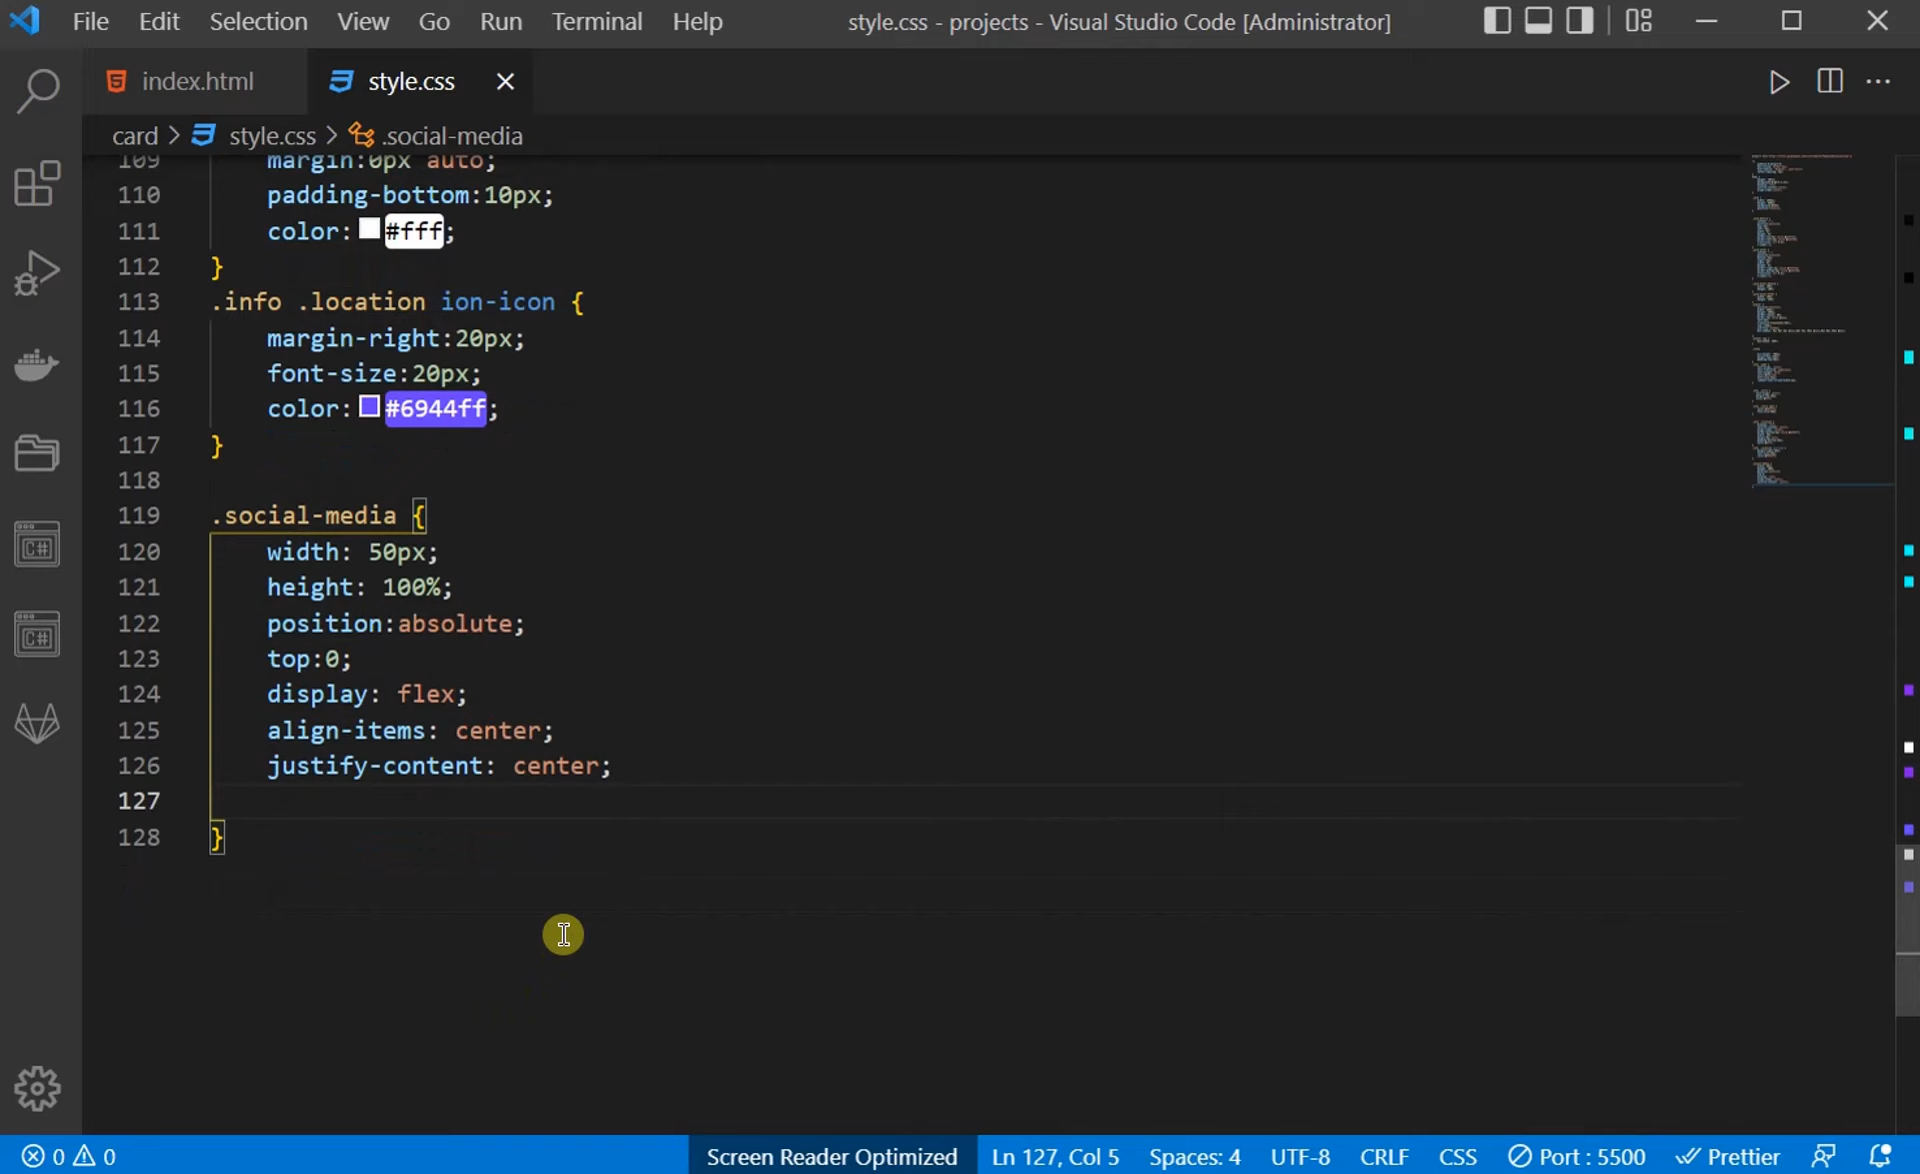 File Edit Selection View Go Run Terminal Help style.css - projects - Visual Studio Code [Administrator]
index.html style.css
card > style.css > .social-media
109 margin:0px auto;
110 padding-bottom:10px;
111 color: #fff;
112 }
113 .info .location ion-icon {
114 margin-right:20px;
115 font-size:20px;
116 color: #6944ff;
117 }
118
119 .social-media {
120 width: 50px;
121 height: 100%;
122 position:absolute;
123 top:0;
124 display: flex;
125 align-items: center;
126 justify-content: center;
127
128 }
C#
C#
0 0 Screen Reader Optimized Ln 127, Col 5 Spaces: 4 UTF-8 CRLF CSS Port : 5500 Prettier